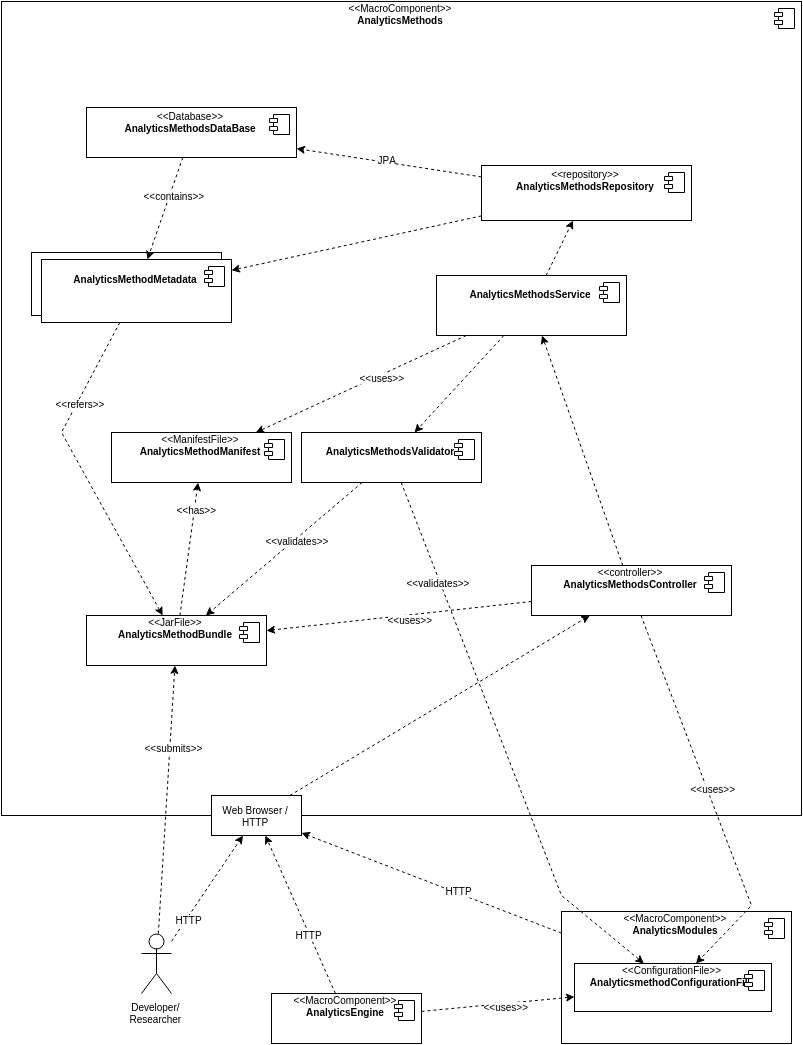 <<MacroComponent>>
AnalyticsMethods
<<Database>>
AnalyticsMethodsDataBase
JPA
<<repository>>
AnalyticsMethodsRepository
<<contains>>
AnalyticsMethodMetadata
AnalyticsMethodsService
<<uses>>
<<refers>>
<<ManifestFile>>
AnalyticsMethodManifest
AnalyticsMethodsValidator
<<has>>
<<validates>>
<<validates>>
<<controller>>
AnalyticsMethodsController
<<uses>>
<<JarFile>>
AnalyticsMethodBundle
<<submits>>
<<uses>>
Web Browser /
HTTP
HTTP
HTTP
HTTP
<<MacroComponent>>
AnalyticsModules
<<ConfigurationFile>>
AnalyticsmethodConfigurationFil
Developer/
Researcher
<<MacroComponent>>
AnalyticsEngine
<<uses>>